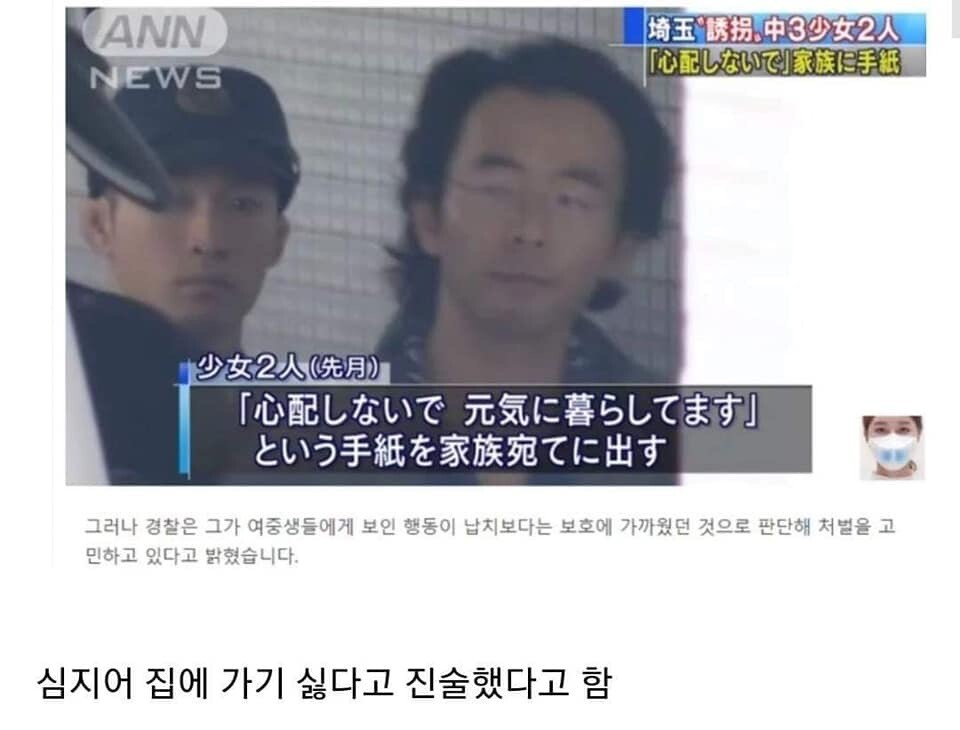 ANN
NEWS
埼玉“誘拐”中3少女2人
「心配しないで」家族に手紙
少女2人(先月)
「心配しないで 元気に暮らしてます」
という手紙を家族宛てに出す
그러나 경찰은 그가 여중생들에게 보인 행동이 납치보다는 보호에 가까웠던 것으로 판단해 처벌을 고
민하고 있다고 밝혔습니다.
심지어 집에 가기 싫다고 진술했다고 함